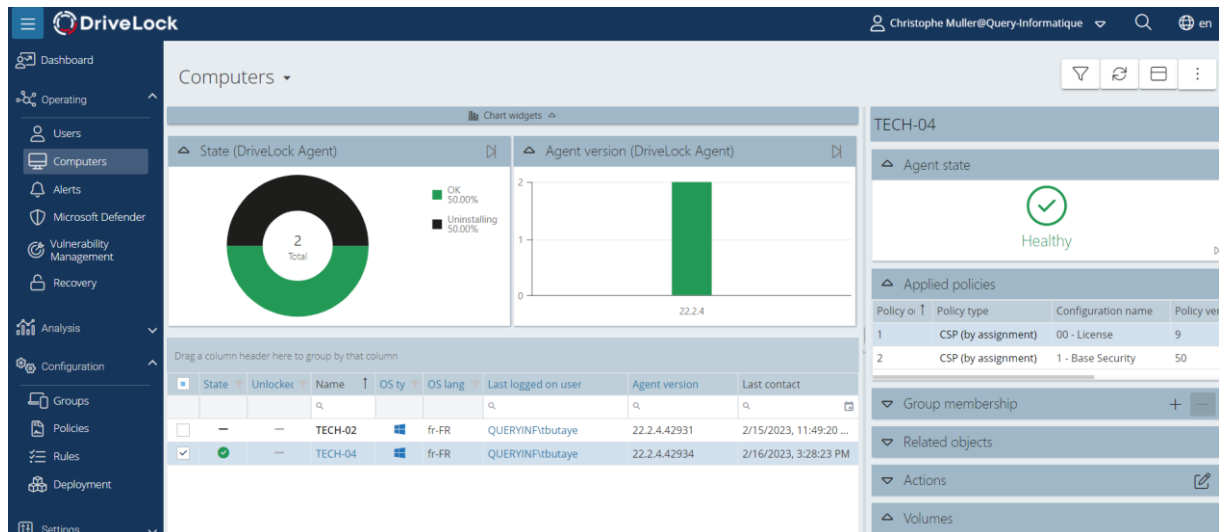 DriveLock
Christophe Muller@Query-Informatique
en
Dashboard
Operating
Users
Computers
Alerts
Microsoft Defender
Vulnerability
Management
Recovery
Analysis
Configuration
Groups
Policies
Rules
Deployment
Settings
Computers
Chart widgets
State (DriveLock Agent)
2
Total
OK
50.00%
Uninstalling
50.00%
Agent version (DriveLock Agent)
2
1
0
22.2.4
Drag a column header here to group by that column
State Unlockec Name OS ty OS lang Last logged on user Agent version Last contact
TECH-02 fr-FR QUERYINF\tbutaye 22.2.4.42931 2/15/2023, 11:49:20 ...
TECH-04 fr-FR QUERYINF\tbutaye 22.2.4.42934 2/16/2023, 3:28:23 PM
TECH-04
Agent state
Healthy
Applied policies
Policy oı Policy type Configuration name Policy ver
1 CSP (by assignment) 00 - License 9
2 CSP (by assignment) 1 - Base Security 50
Group membership
Related objects
Actions
Volumes